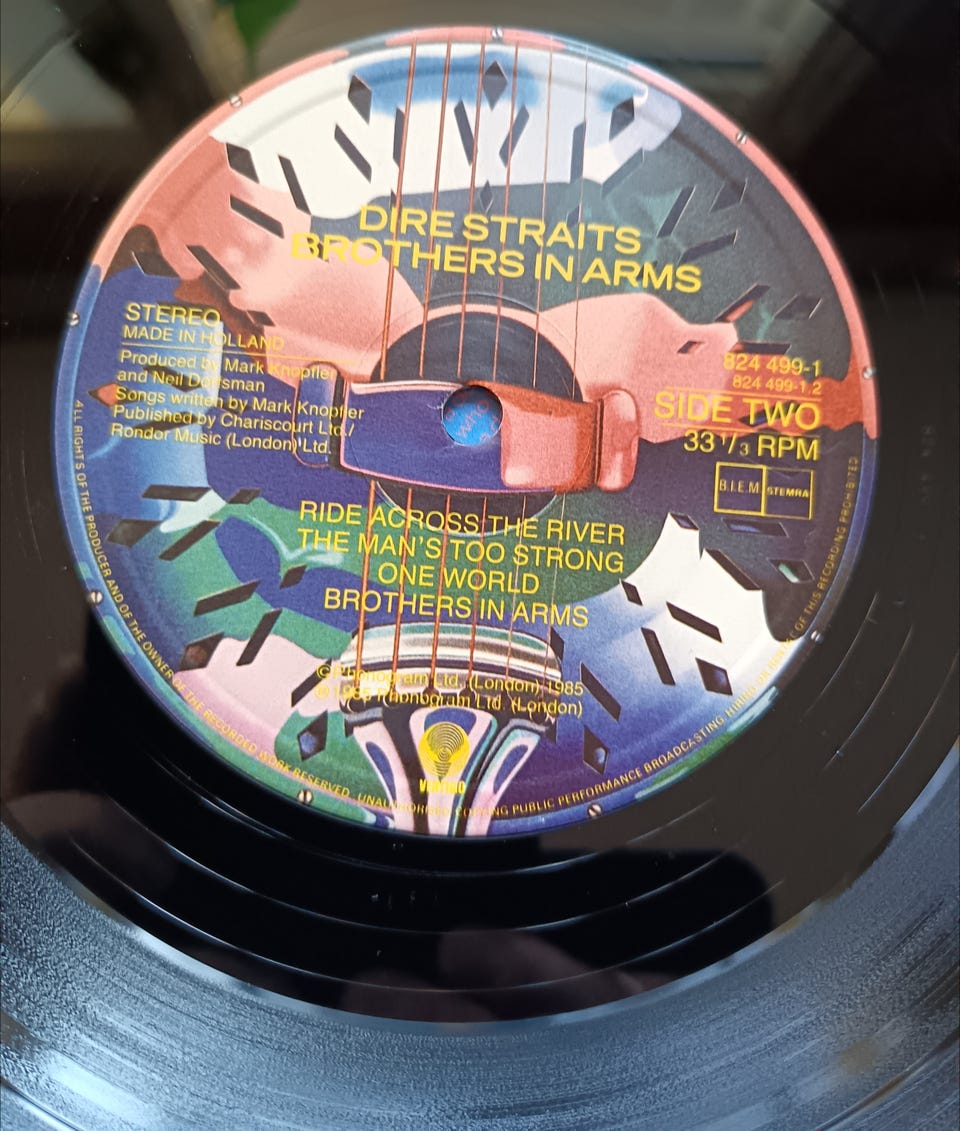 DIRE STRAITS
BROTHERS IN ARMS
STEREO
MADE IN HOLLAND
Produced by Mark Knopfler
and Neil Dorfsman
Songs written by Mark Knopfler
Published by Chariscourt Ltd./
Rondor Music (London) Ltd.
824 499-1
824 499-1.2
SIDE TWO
33 1/3 RPM
B.I.E.M
STEMRA
RIDE ACROSS THE RIVER
THE MAN'S TOO STRONG
ONE WORLD
BROTHERS IN ARMS
© Phonogram Ltd. (London) 1985
℗ 1985 Phonogram Ltd. (London)
VERTIGO
ALL RIGHTS OF THE PRODUCER AND OF THE OWNER OF THE RECORDED WORK RESERVED. UNAUTHORISED COPYING PUBLIC PERFORMANCE BROADCASTING HIRING OR RENTAL OF THIS RECORDING PROHIBITED